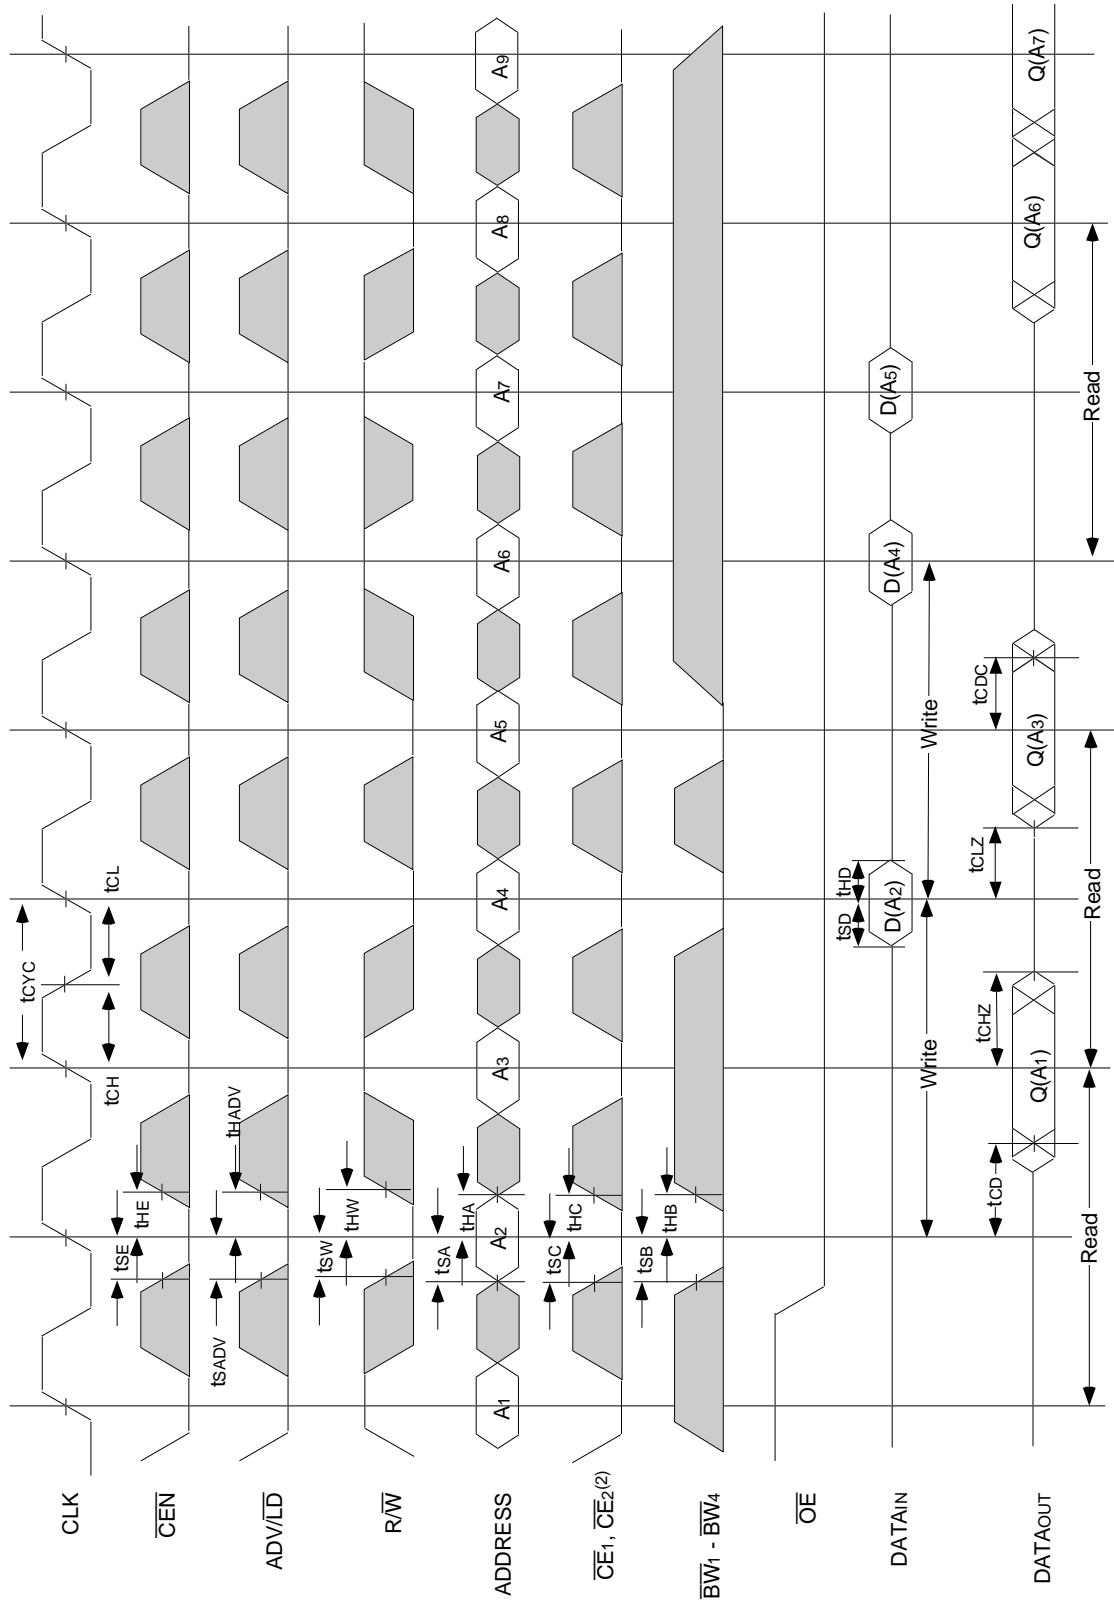 CLK
tCYC
tCH
tCL
CEN
tSE
tHE
ADV/LD
tSADV
tHADV
R/W
tSW
tHW
ADDRESS
tSA
tHA
A1
A2
A3
A4
A5
A6
A7
A8
A9
CE1, CE2(2)
tSC
tHC
BW1 - BW4
tSB
tHB
OE
DATAIN
tSD
tHD
D(A2)
D(A4)
D(A5)
Write
Write
DATAOUT
tCD
tCHZ
tCLZ
tCDC
Q(A1)
Q(A3)
Q(A6)
Q(A7)
Read
Read
Read